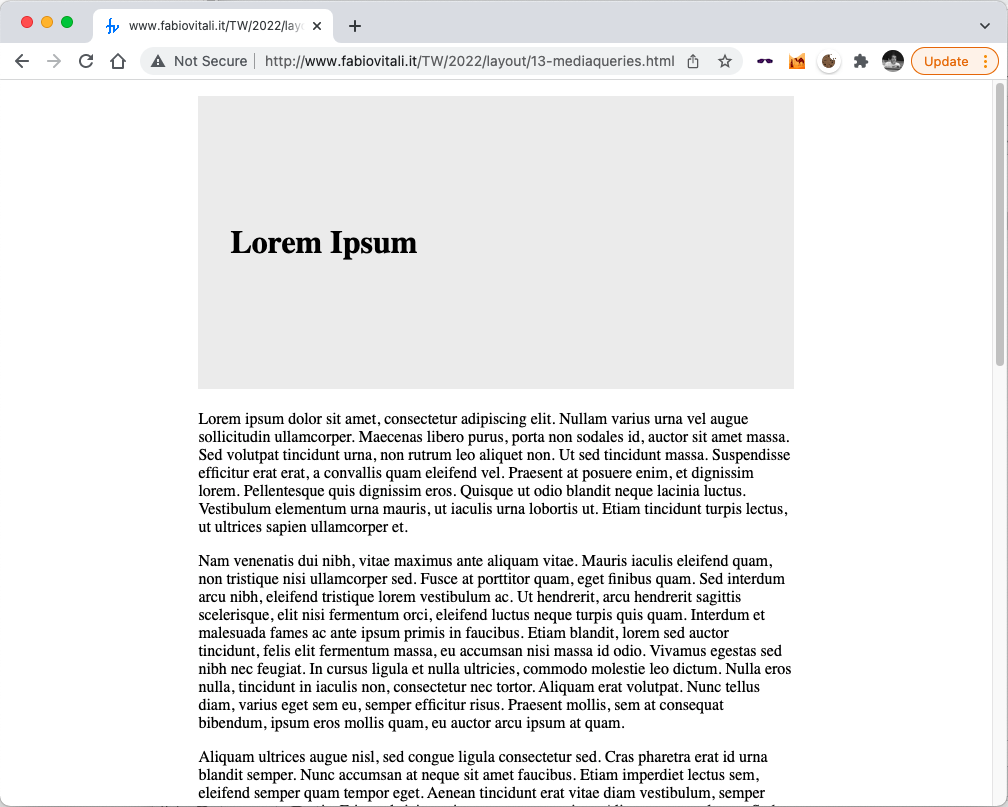 www.fabiovitali.it/TW/2022/lay
Not Secure http://www.fabiovitali.it/TW/2022/layout/13-mediaqueries.html Update
Lorem Ipsum
Lorem ipsum dolor sit amet, consectetur adipiscing elit. Nullam varius urna vel augue
sollicitudin ullamcorper. Maecenas libero purus, porta non sodales id, auctor sit amet massa.
Sed volutpat tincidunt urna, non rutrum leo aliquet non. Ut sed tincidunt massa. Suspendisse
efficitur erat erat, a convallis quam eleifend vel. Praesent at posuere enim, et dignissim
lorem. Pellentesque quis dignissim eros. Quisque ut odio blandit neque lacinia luctus.
Vestibulum elementum urna mauris, ut iaculis urna lobortis ut. Etiam tincidunt turpis lectus,
ut ultrices sapien ullamcorper et.
Nam venenatis dui nibh, vitae maximus ante aliquam vitae. Mauris iaculis eleifend quam,
non tristique nisi ullamcorper sed. Fusce at porttitor quam, eget finibus quam. Sed interdum
arcu nibh, eleifend tristique lorem vestibulum ac. Ut hendrerit, arcu hendrerit sagittis
scelerisque, elit nisi fermentum orci, eleifend luctus neque turpis quis quam. Interdum et
malesuada fames ac ante ipsum primis in faucibus. Etiam blandit, lorem sed auctor
tincidunt, felis elit fermentum massa, eu accumsan nisi massa id odio. Vivamus egestas sed
nibh nec feugiat. In cursus ligula et nulla ultricies, commodo molestie leo dictum. Nulla eros
nulla, tincidunt in iaculis non, consectetur nec tortor. Aliquam erat volutpat. Nunc tellus
diam, varius eget sem eu, semper efficitur risus. Praesent mollis, sem at consequat
bibendum, ipsum eros mollis quam, eu auctor arcu ipsum at quam.
Aliquam ultrices augue nisl, sed congue ligula consectetur sed. Cras pharetra erat id urna
blandit semper. Nunc accumsan at neque sit amet faucibus. Etiam imperdiet lectus sem,
eleifend semper quam tempor eget. Aenean tincidunt erat vitae diam vestibulum, semper